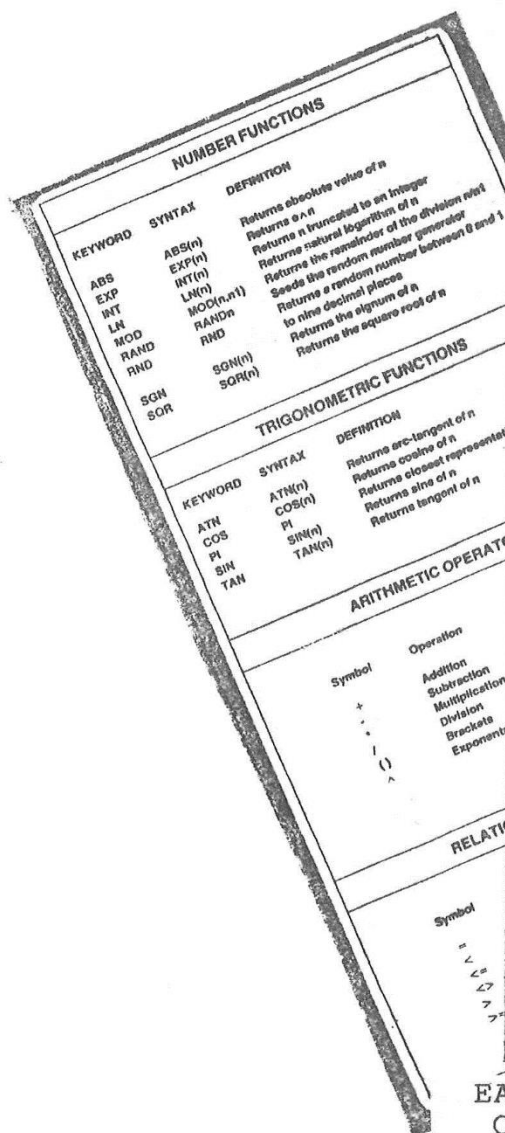 NUMBER FUNCTIONS
KEYWORD SYNTAX DEFINITION
ABS ABS(n) Returns absolute value of n
EXP EXP(n) Returns e^n
INT INT(n) Returns n truncated to an integer
LN LN(n) Returns natural logarithm of n
MOD MOD(n,n1) Returns the remainder of the division n/n1
RAND RANDn Seeds the random number generator
RND RND Returns a random number between 0 and 1
to nine decimal places
SGN SGN(n) Returns the signum of n
SQR SQR(n) Returns the square root of n
TRIGONOMETRIC FUNCTIONS
KEYWORD SYNTAX DEFINITION
ATN ATN(n) Returns arc-tangent of n
COS COS(n) Returns cosine of n
PI PI Returns closest representat
SIN SIN(n) Returns sine of n
TAN TAN(n) Returns tangent of n
ARITHMETIC OPERATO
Symbol Operation
+ Addition
- Subtraction
* Multiplication
/ Division
() Brackets
^ Exponent
RELATI
Symbol
=
<
<=
<>
>
>=
EA